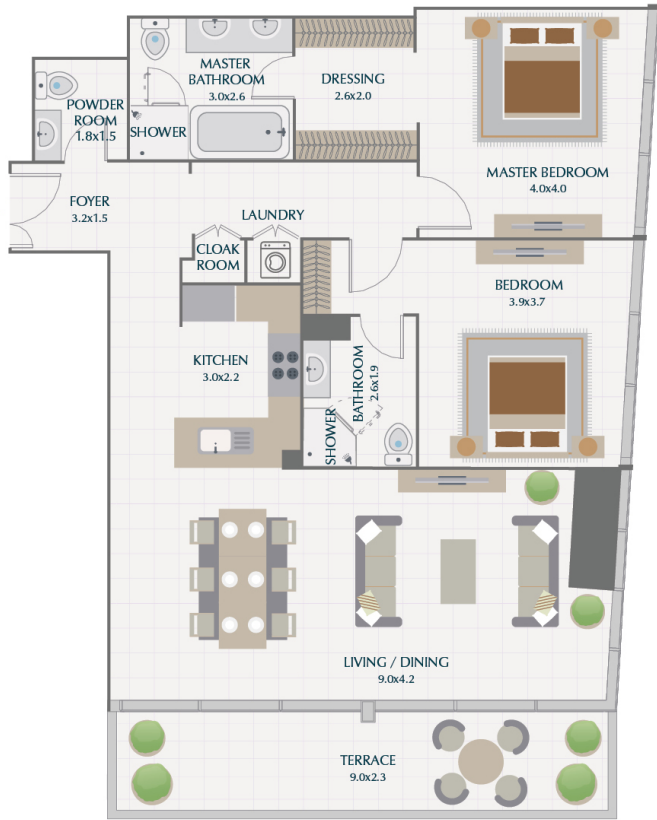 MASTER
BATHROOM
3.0x2.6
DRESSING
2.6x2.0
POWDER
ROOM
1.8x1.5
SHOWER
MASTER BEDROOM
4.0x4.0
FOYER
3.2x1.5
LAUNDRY
CLOAK
ROOM
BEDROOM
3.9x3.7
KITCHEN
3.0x2.2
BATHROOM
2.6x1.9
SHOWER
LIVING / DINING
9.0x4.2
TERRACE
9.0x2.3